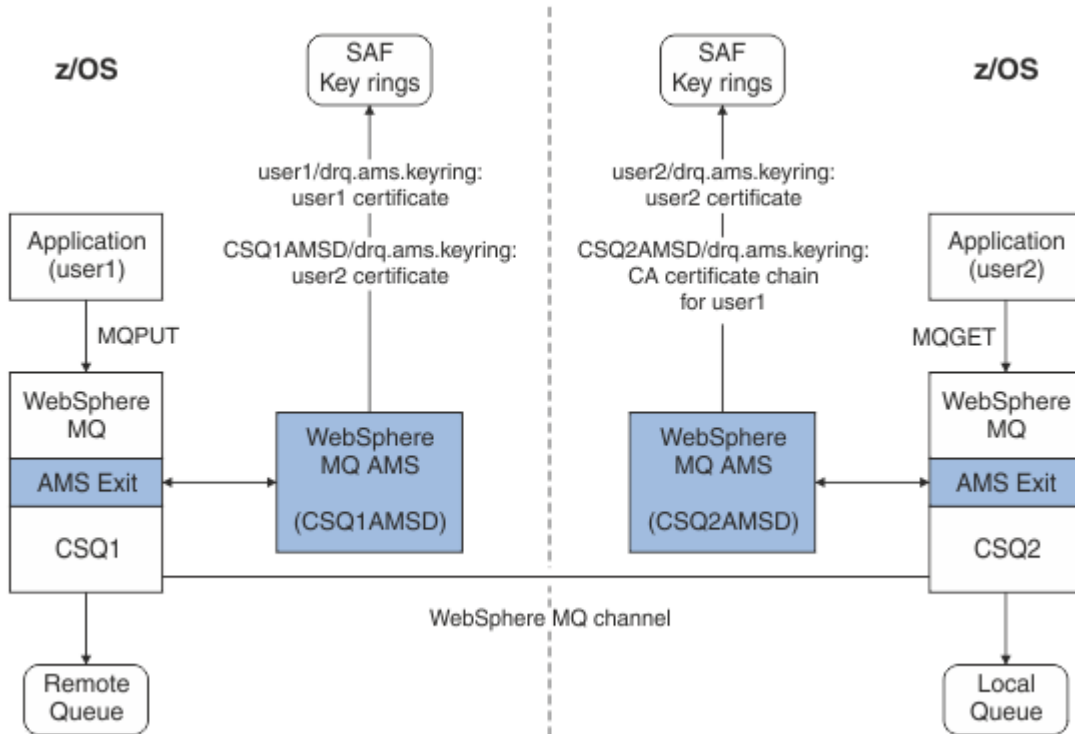 z/OS
SAF
Key rings
SAF
Key rings
z/OS
user1/drq.ams.keyring:
user1 certificate
CSQ1AMSD/drq.ams.keyring:
user2 certificate
user2/drq.ams.keyring:
user2 certificate
CSQ2AMSD/drq.ams.keyring:
CA certificate chain
for user1
Application
(user1)
Application
(user2)
MQPUT
MQGET
WebSphere
MQ
AMS Exit
CSQ1
WebSphere
MQ AMS
(CSQ1AMSD)
WebSphere
MQ AMS
(CSQ2AMSD)
WebSphere
MQ
AMS Exit
CSQ2
WebSphere MQ channel
Remote
Queue
Local
Queue